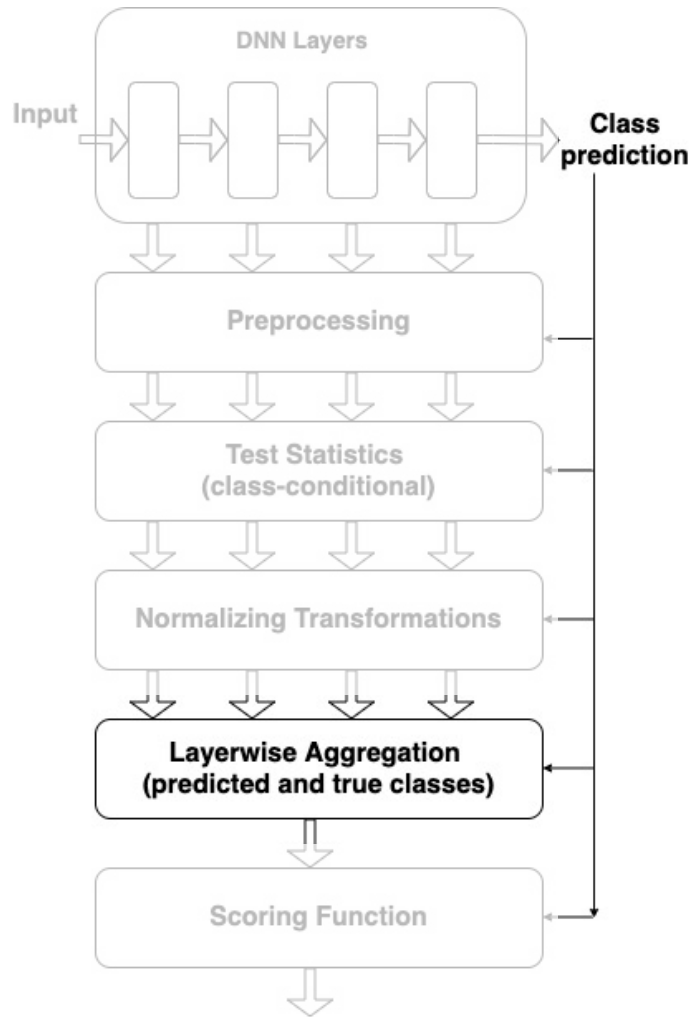 DNN Layers
Input
Class
prediction
Preprocessing
Test Statistics
(class-conditional)
Normalizing Transformations
Layerwise Aggregation
(predicted and true classes)
Scoring Function